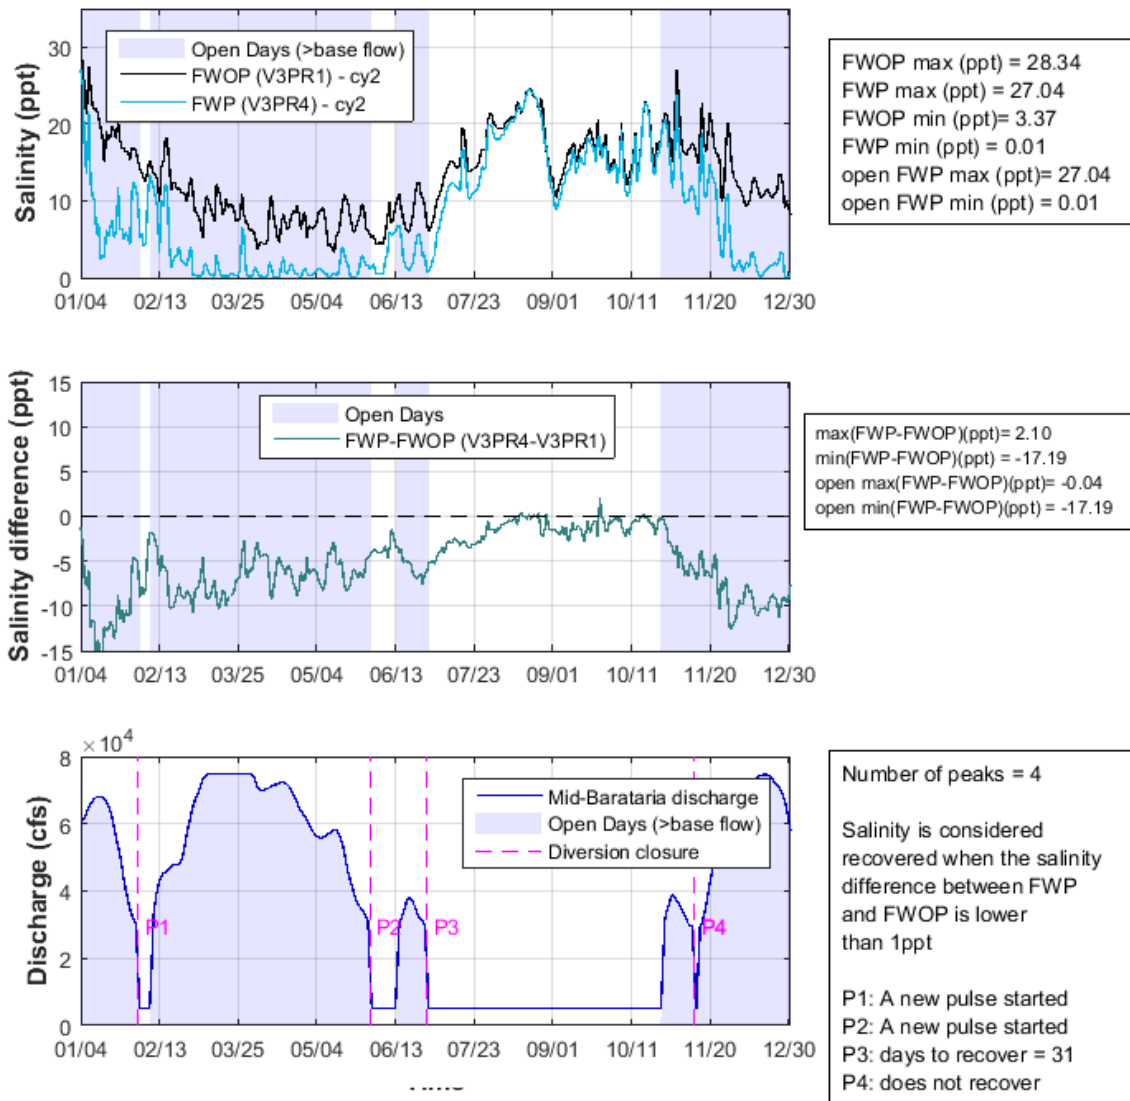 Salinity (ppt)
30
20
10
0
Open Days (>base flow)
FWOP (V3PR1) - cy2
FWP (V3PR4) - cy2
01/04 02/13 03/25 05/04 06/13 07/23 09/01 10/11 11/20 12/30
FWOP max (ppt) = 28.34
FWP max (ppt) = 27.04
FWOP min (ppt)= 3.37
FWP min (ppt) = 0.01
open FWP max (ppt)= 27.04
open FWP min (ppt) = 0.01
Salinity difference (ppt)
15
10
5
0
-5
-10
-15
Open Days
FWP-FWOP (V3PR4-V3PR1)
01/04 02/13 03/25 05/04 06/13 07/23 09/01 10/11 11/20 12/30
max(FWP-FWOP)(ppt)= 2.10
min(FWP-FWOP)(ppt) = -17.19
open max(FWP-FWOP)(ppt)= -0.04
open min(FWP-FWOP)(ppt) = -17.19
Discharge (cfs)
×10⁴
8
6
4
2
0
Mid-Barataria discharge
Open Days (>base flow)
Diversion closure
P1 P2 P3 P4
01/04 02/13 03/25 05/04 06/13 07/23 09/01 10/11 11/20 12/30
Number of peaks = 4
Salinity is considered
recovered when the salinity
difference between FWP
and FWOP is lower
than 1ppt
P1: A new pulse started
P2: A new pulse started
P3: days to recover = 31
P4: does not recover